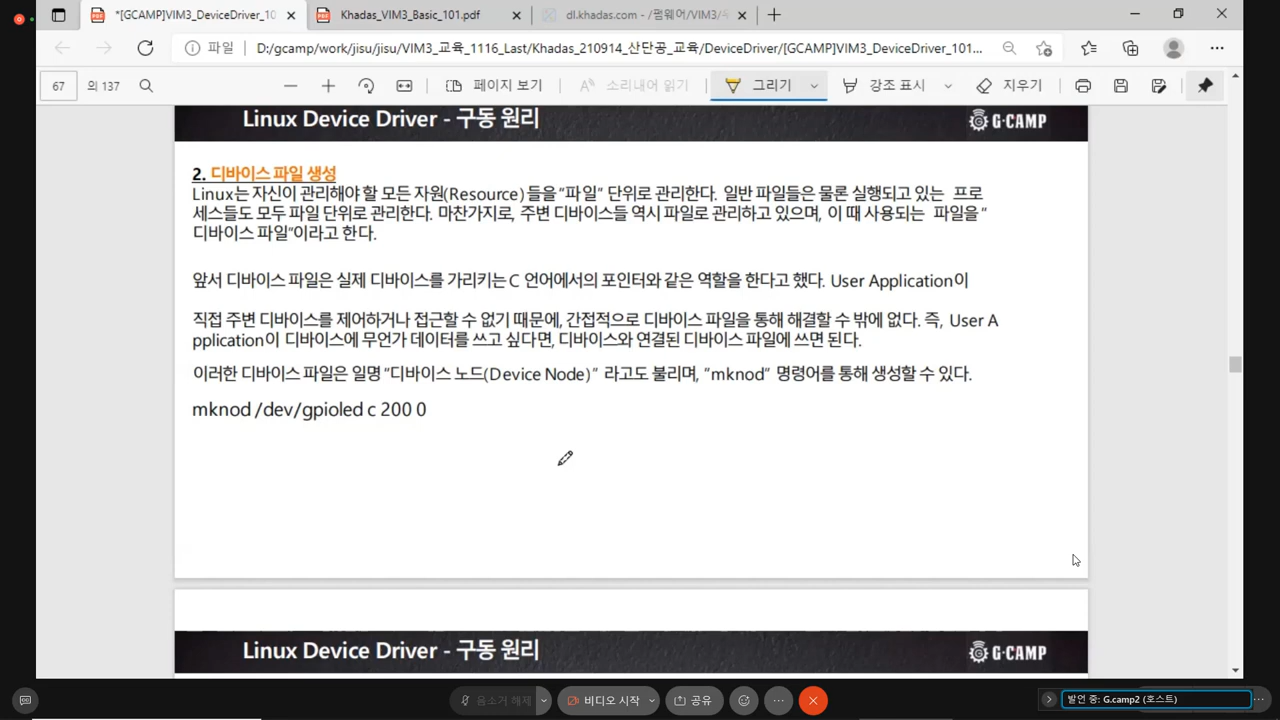 *[GCAMP]VIM3_DeviceDriver_10
Khadas_VIM3_Basic_101.pdf
dl.khadas.com - /펌웨어/VIM3/
파일
D:/gcamp/work/jisu/jisu/VIM3_교육_1116_Last/Khadas_210914_산단공_교육/DeviceDriver/[GCAMP]VIM3_DeviceDriver_101...
67
의 137
페이지 보기
소리내어 읽기
그리기
강조 표시
지우기
Linux Device Driver - 구동 원리
G·CAMP
2. 디바이스 파일 생성
Linux는 자신이 관리해야 할 모든 자원(Resource) 들을 "파일" 단위로 관리한다. 일반 파일들은 물론 실행되고 있는 프로
세스들도 모두 파일 단위로 관리한다. 마찬가지로, 주변 디바이스들 역시 파일로 관리하고 있으며, 이 때 사용되는 파일을 "
디바이스 파일"이라고 한다.
앞서 디바이스 파일은 실제 디바이스를 가리키는 C 언어에서의 포인터와 같은 역할을 한다고 했다. User Application이
직접 주변 디바이스를 제어하거나 접근할 수 없기 때문에, 간접적으로 디바이스 파일을 통해 해결할 수 밖에 없다. 즉, User A
pplication이 디바이스에 무언가 데이터를 쓰고 싶다면, 디바이스와 연결된 디바이스 파일에 쓰면 된다.
이러한 디바이스 파일은 일명 "디바이스 노드(Device Node)" 라고도 불리며, "mknod" 명령어를 통해 생성할 수 있다.
mknod /dev/gpioled c 200 0
Linux Device Driver - 구동 원리
G·CAMP
음소거 해제
비디오 시작
공유
발언 중: G.camp2 (호스트)